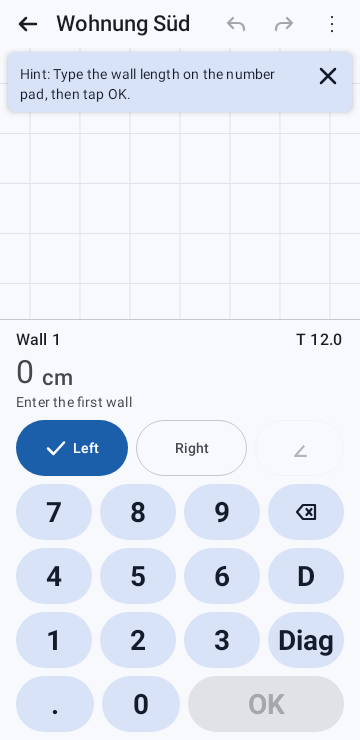 Wohnung Süd
Hint: Type the wall length on the number
pad, then tap OK.
Wall 1 T 12.0
0 cm
Enter the first wall
Left Right
7 8 9
4 5 6 D
1 2 3 Diag
. 0 OK